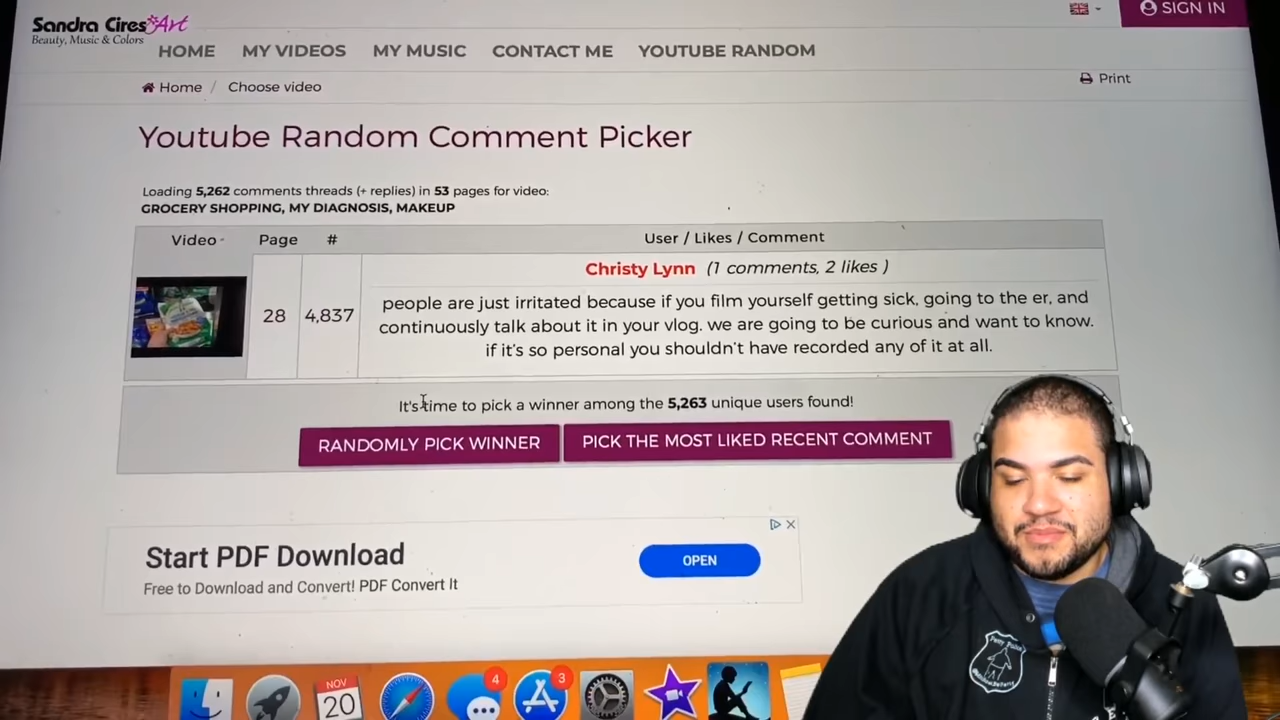 Sandra Cires Art
Beauty, Music & Colors
SIGN IN
HOME MY VIDEOS MY MUSIC CONTACT ME YOUTUBE RANDOM
Home / Choose video
Print
Youtube Random Comment Picker
Loading 5,262 comments threads (+ replies) in 53 pages for video:
GROCERY SHOPPING, MY DIAGNOSIS, MAKEUP
Video Page # User / Likes / Comment
Christy Lynn (1 comments, 2 likes )
28 4,837
people are just irritated because if you film yourself getting sick, going to the er, and
continuously talk about it in your vlog. we are going to be curious and want to know.
if it's so personal you shouldn't have recorded any of it at all.
It's time to pick a winner among the 5,263 unique users found!
RANDOMLY PICK WINNER PICK THE MOST LIKED RECENT COMMENT
Start PDF Download
Free to Download and Convert! PDF Convert It
OPEN
NOV
20
4
3